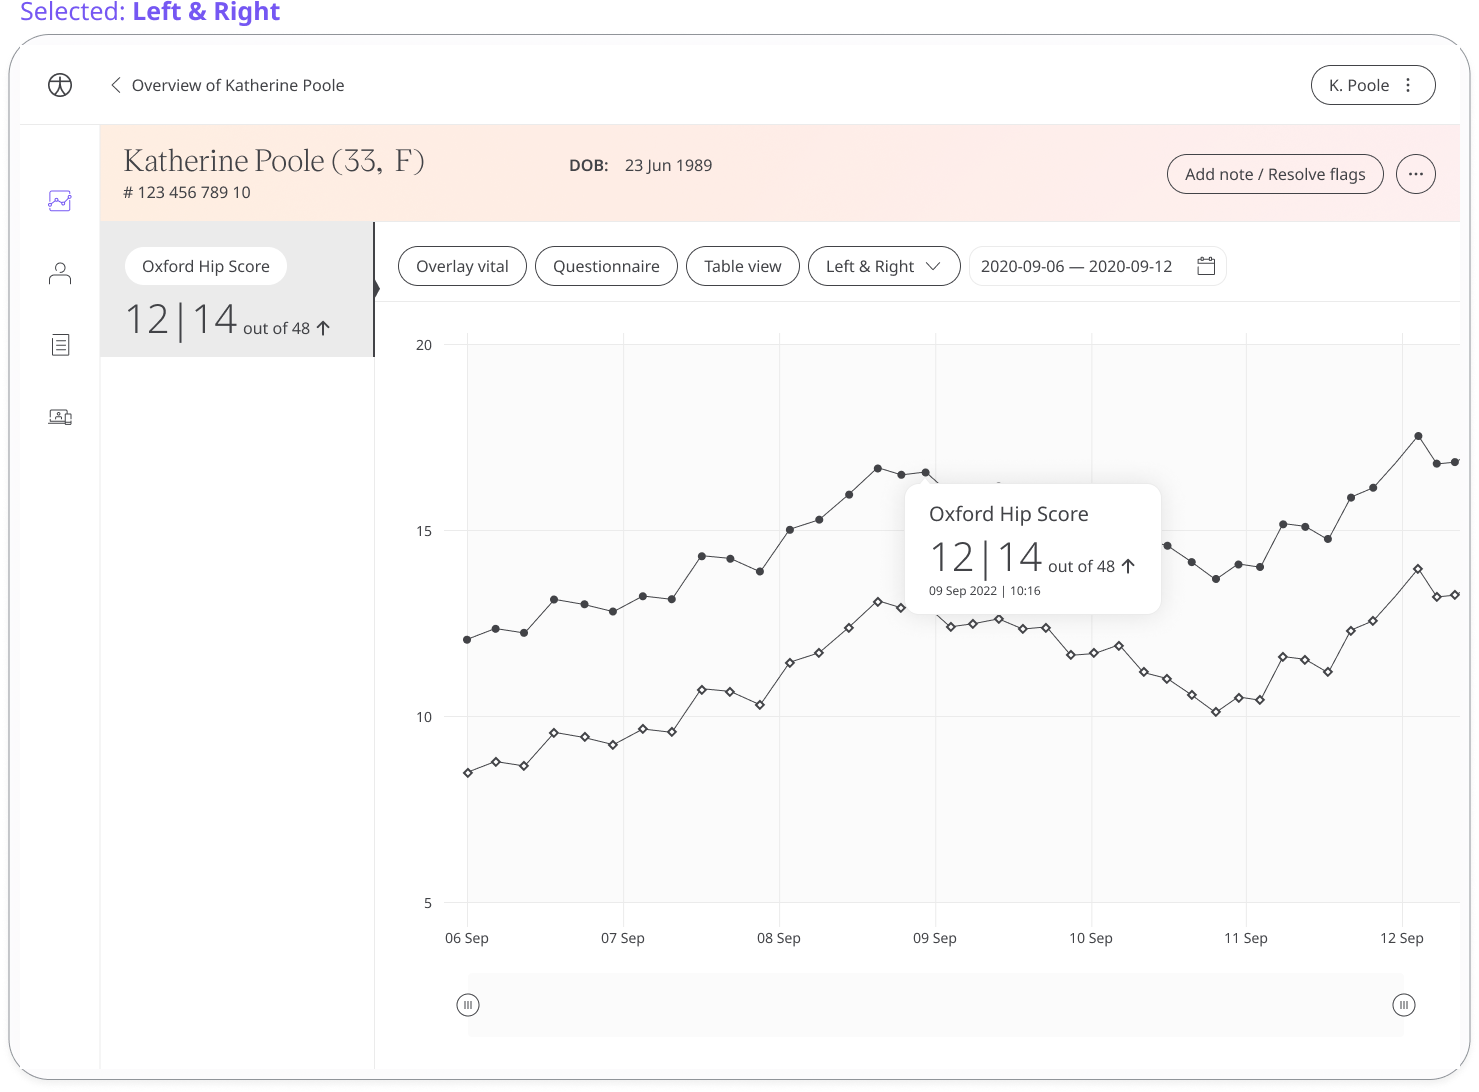 Selected: Left & Right
Overview of Katherine Poole
K. Poole
Katherine Poole (33, F)
# 123 456 789 10
DOB: 23 Jun 1989
Add note / Resolve flags
Oxford Hip Score
12|14 out of 48 ↑
Overlay vital
Questionnaire
Table view
Left & Right
2020-09-06 — 2020-09-12
20
15
10
5
Oxford Hip Score
12|14 out of 48 ↑
09 Sep 2022 | 10:16
06 Sep
07 Sep
08 Sep
09 Sep
10 Sep
11 Sep
12 Sep